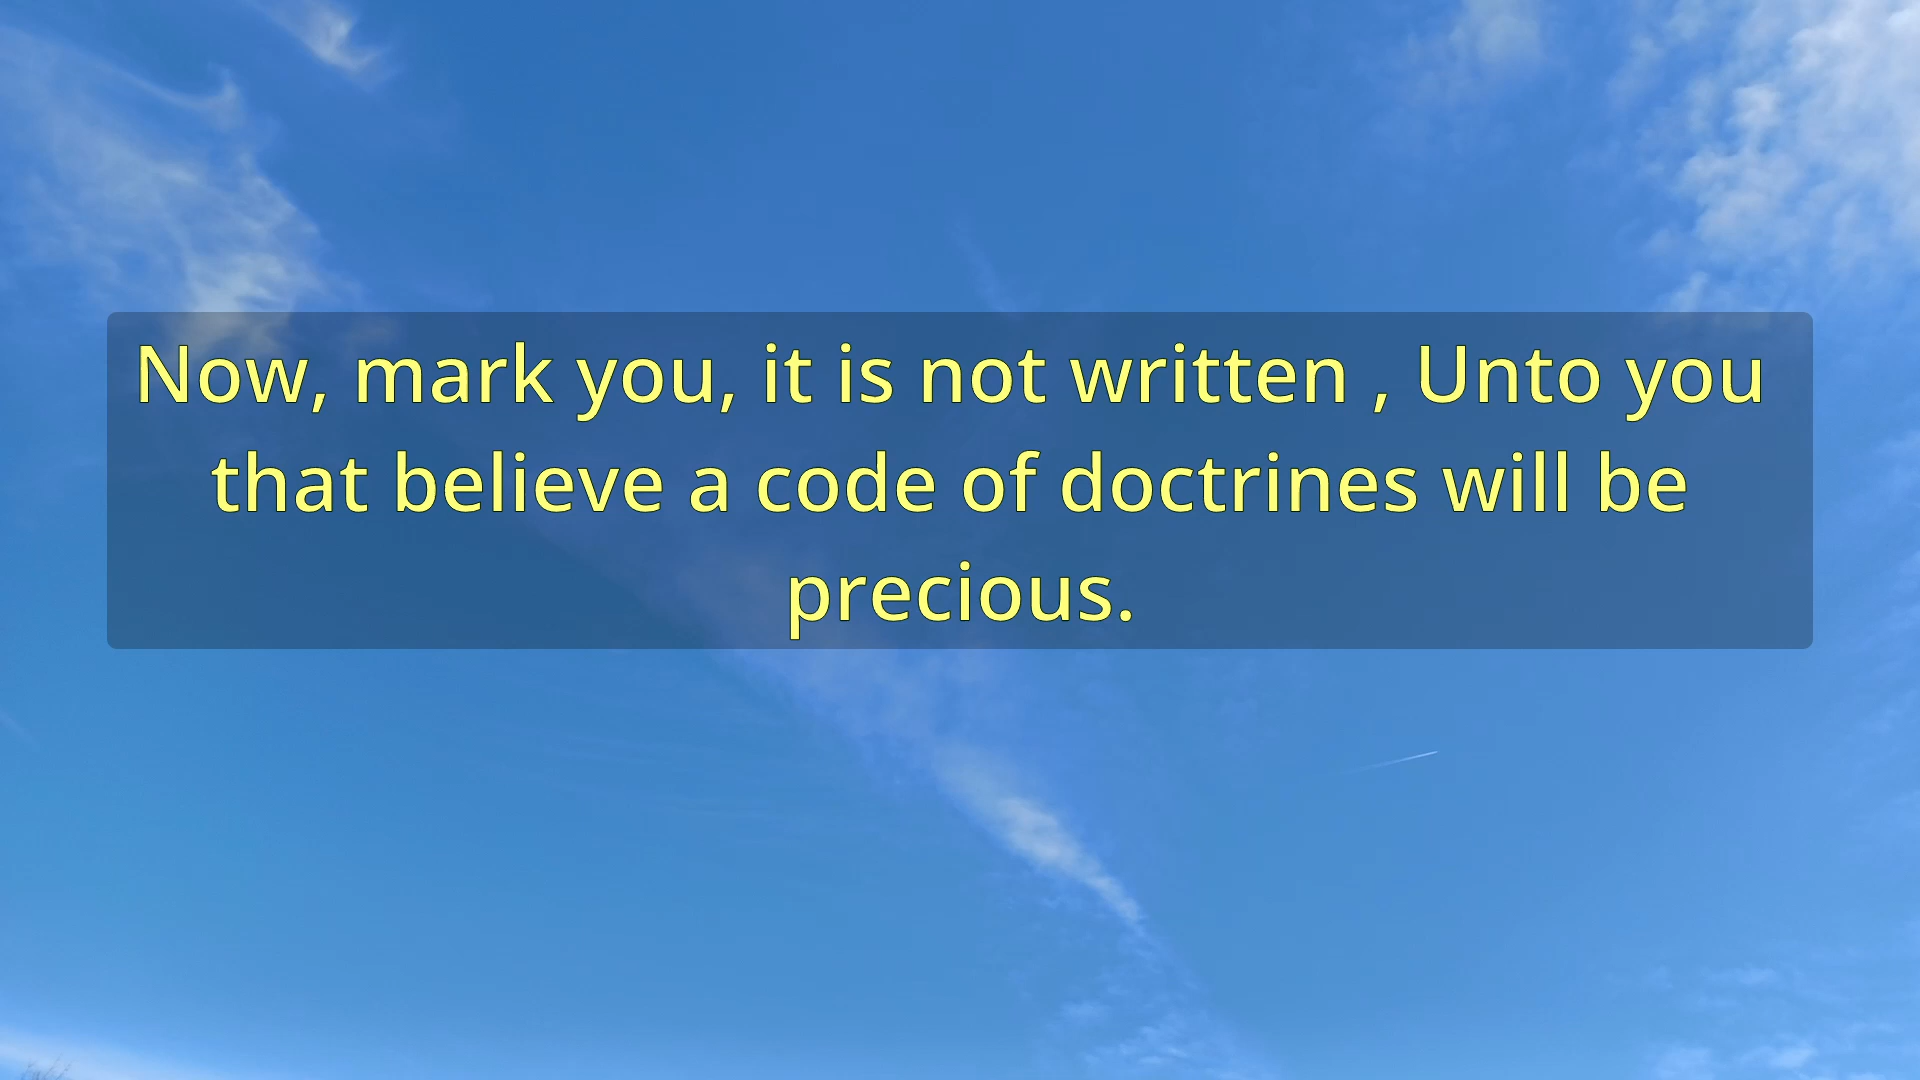 Now, mark you, it is not written , Unto you
that believe a code of doctrines will be
precious.